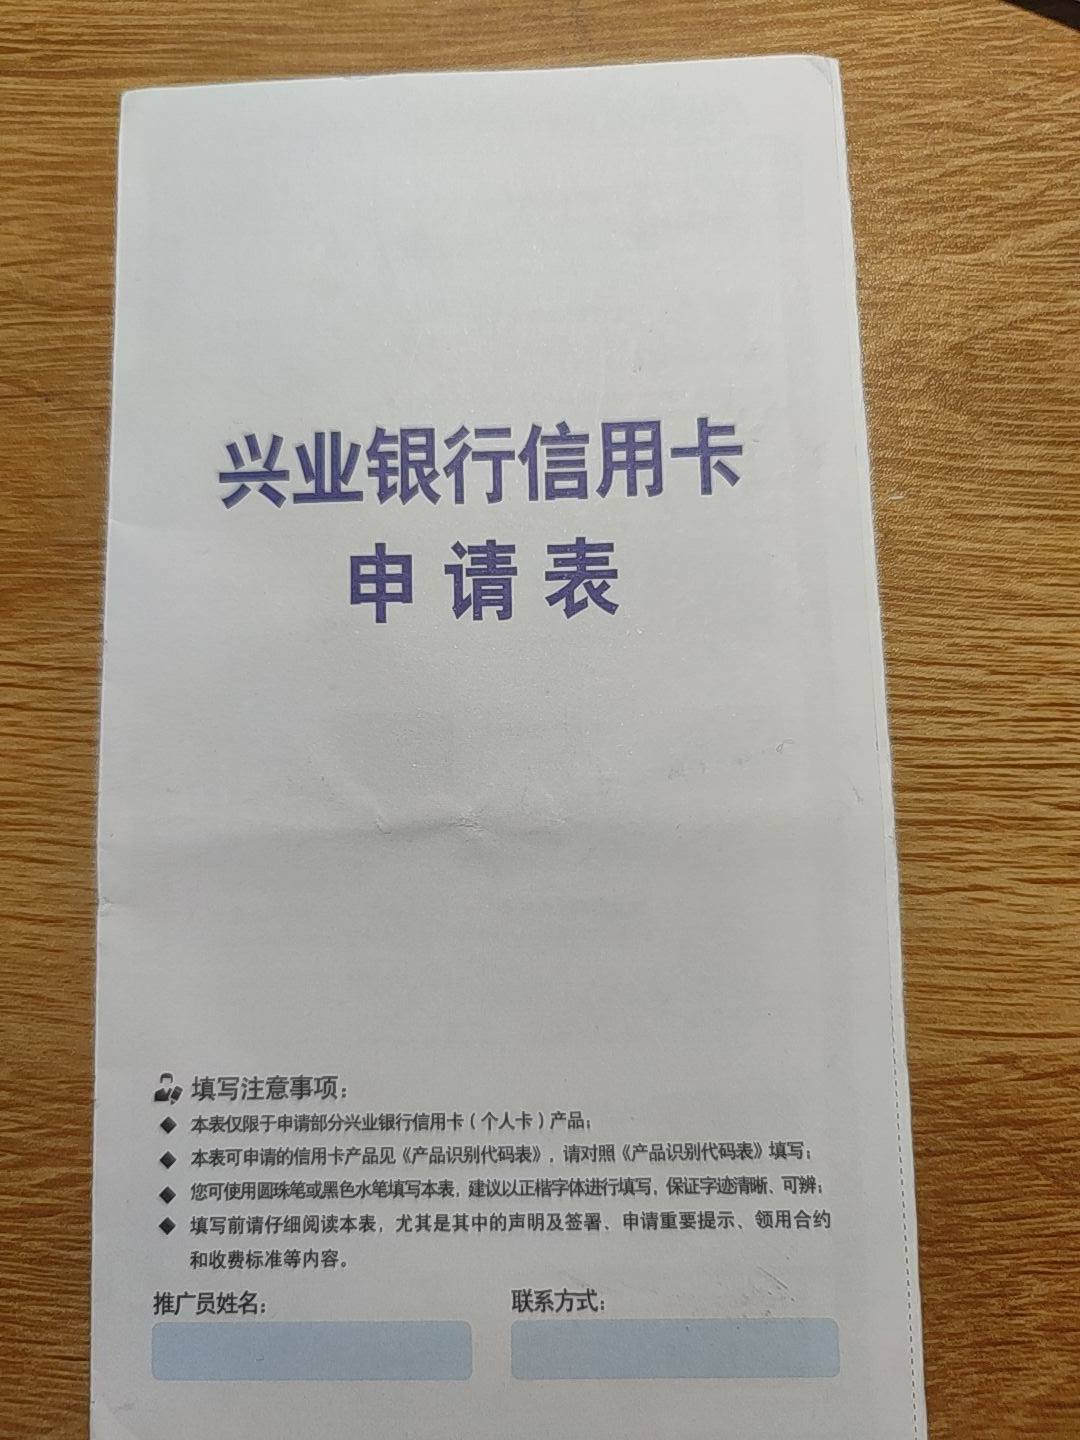 兴业银行信用卡
申请表
填写注意事项：
◆ 本表仅限于申请部分兴业银行信用卡（个人卡）产品；
◆ 本表可申请的信用卡产品见《产品识别代码表》，请对照《产品识别代码表》填写；
◆ 您可使用圆珠笔或黑色水笔填写本表，建议以正楷字体进行填写，保证字迹清晰、可辨；
◆ 填写前请仔细阅读本表，尤其是其中的声明及签署、申请重要提示、领用合约
和收费标准等内容。
推广员姓名： 联系方式：